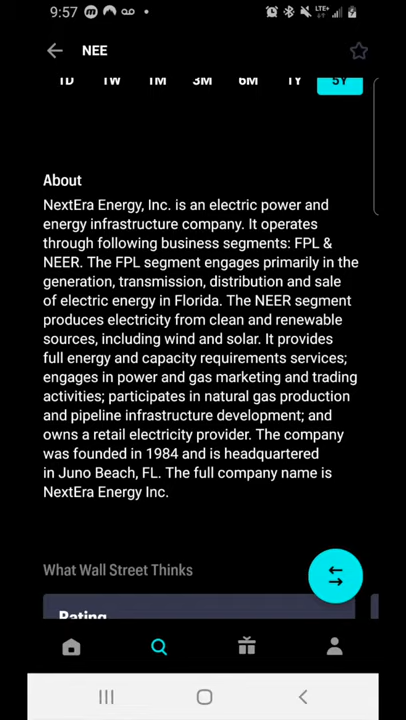 9:57
LTE+
NEE
1D 1W 1M 3M 6M 1Y 5Y
About
NextEra Energy, Inc. is an electric power and
energy infrastructure company. It operates
through following business segments: FPL &
NEER. The FPL segment engages primarily in the
generation, transmission, distribution and sale
of electric energy in Florida. The NEER segment
produces electricity from clean and renewable
sources, including wind and solar. It provides
full energy and capacity requirements services;
engages in power and gas marketing and trading
activities; participates in natural gas production
and pipeline infrastructure development; and
owns a retail electricity provider. The company
was founded in 1984 and is headquartered
in Juno Beach, FL. The full company name is
NextEra Energy Inc.
What Wall Street Thinks
Rating